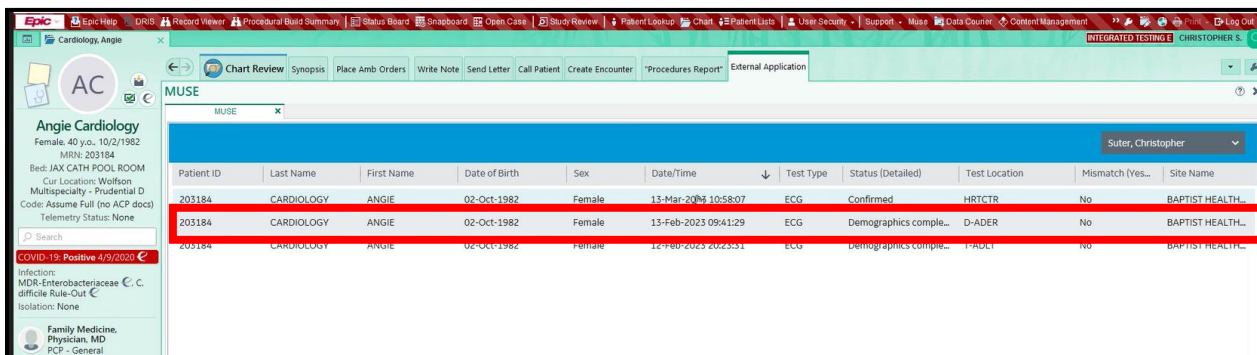 Epic Epic Help DRIS Record Viewer Procedural Build Summary Status Board Snapboard Open Case Study Review Patient Lookup Chart Patient Lists User Security Support Muse Data Courier Content Management Print Log Out
Cardiology, Angie INTEGRATED TESTING E CHRISTOPHER S.
Chart Review Synopsis Place Amb Orders Write Note Send Letter Call Patient Create Encounter "Procedures Report" External Application
AC
MUSE
MUSE
Angie Cardiology
Female, 40 y.o., 10/2/1982
MRN: 203184
Bed: JAX CATH POOL ROOM
Cur Location: Wolfson
Multispecialty - Prudential D
Code: Assume Full (no ACP docs)
Telemetry Status: None
Search
COVID-19: Positive 4/9/2020
Infection:
MDR-Enterobacteriaceae, C.
difficile Rule-Out
Isolation: None
Family Medicine,
Physician, MD
PCP - General
Suter, Christopher
Patient ID Last Name First Name Date of Birth Sex Date/Time Test Type Status (Detailed) Test Location Mismatch (Yes... Site Name
203184 CARDIOLOGY ANGIE 02-Oct-1982 Female 13-Mar-2023 10:58:07 ECG Confirmed HRTCTR No BAPTIST HEALTH...
203184 CARDIOLOGY ANGIE 02-Oct-1982 Female 13-Feb-2023 09:41:29 ECG Demographics comple... D-ADER No BAPTIST HEALTH...
203184 CARDIOLOGY ANGIE 02-Oct-1982 Female 12-Feb-2023 20:23:31 ECG Demographics comple... T-ADLT No BAPTIST HEALTH...